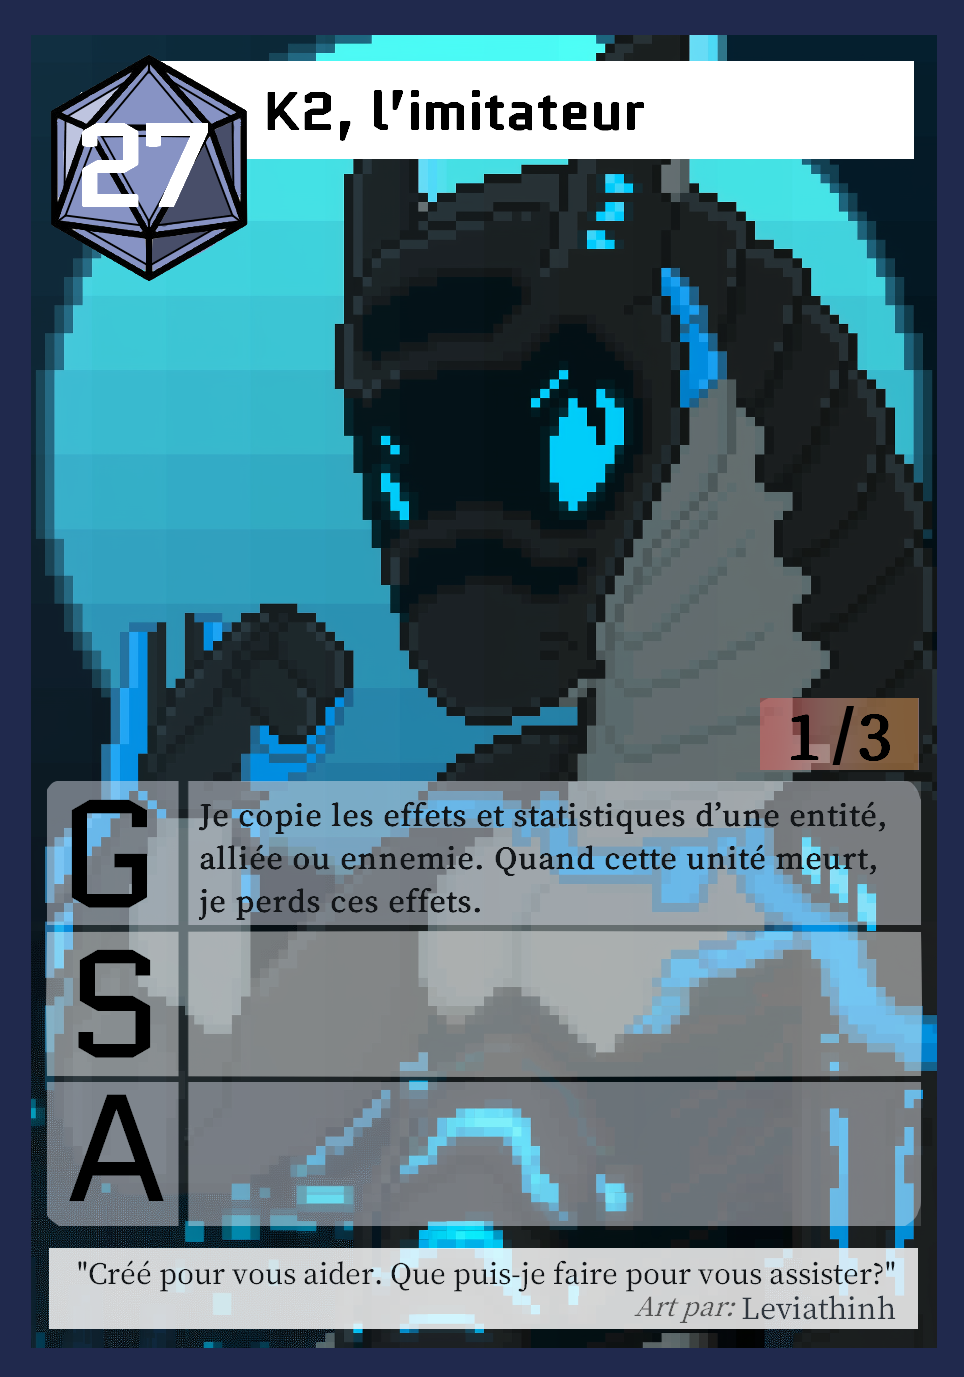 27
K2, l'imitateur
1/3
G
Je copie les effets et statistiques d’une entité,
alliée ou ennemie. Quand cette unité meurt,
je perds ces effets.
S
A
"Créé pour vous aider. Que puis-je faire pour vous assister?"
Art par: Leviathinh